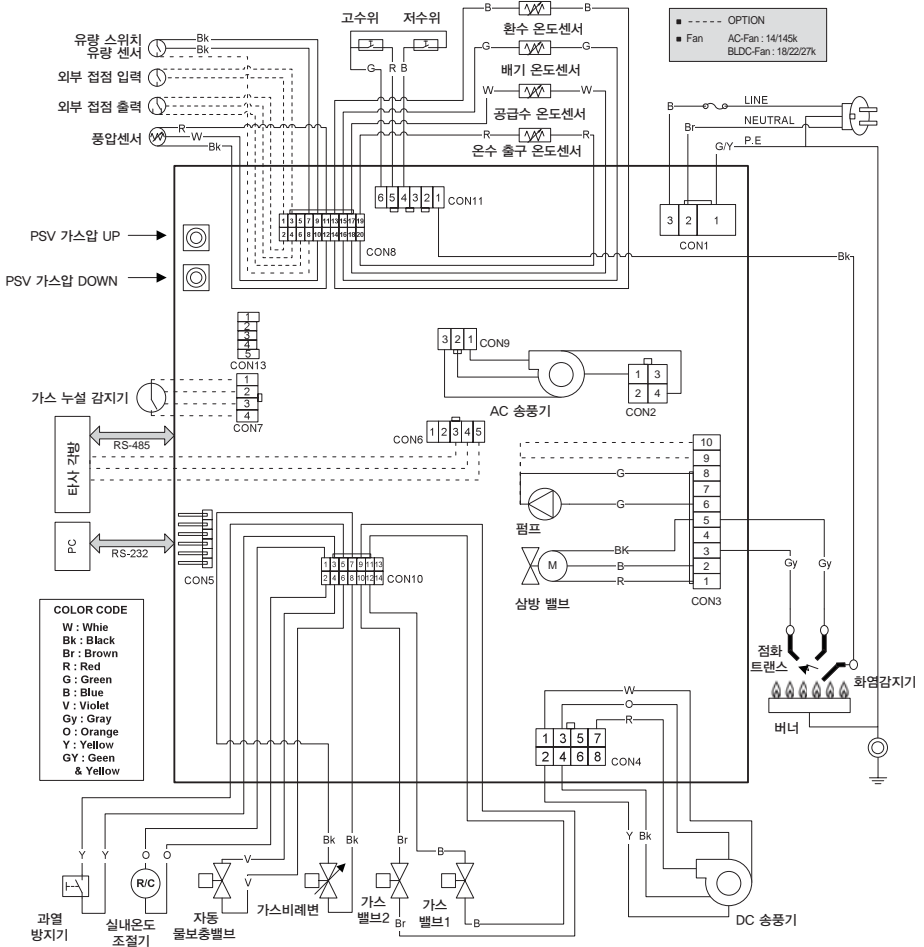 유량 스위치
유량 센서
외부 접점 입력
외부 접점 출력
풍압센서
Bk
Bk
R
W
Bk
고수위
저수위
G
R
B
B
B
환수 온도센서
G
G
배기 온도센서
W
W
공급수 온도센서
R
R
온수 출구 온도센서
■ ------ OPTION
■ Fan AC-Fan : 14/145k
BLDC-Fan : 18/22/27k
B
LINE
Br
NEUTRAL
G/Y
P.E
PSV 가스압 UP
PSV 가스압 DOWN
1 3 5 7 9 11 13 15 17 19
2 4 6 8 10 12 14 16 18 20
CON8
6 5 4 3 2 1
CON11
3 2 1
CON1
Bk
1
2
3
4
5
CON13
가스 누설 감지기
1
2
3
4
CON7
3 2 1
CON9
AC 송풍기
1 3
2 4
CON2
타사 각방
RS-485
CON6
1 2 3 4 5
PC
RS-232
CON5
10
9
8
7
6
5
4
3
2
1
CON3
G
G
펌프
BK
B
R
M
삼방 밸브
Gy
Gy
1 3 5 7 9 11 13
2 4 6 8 10 12 14
CON10
COLOR CODE
W : Whie
Bk : Black
Br : Brown
R : Red
G : Green
B : Blue
V : Violet
Gy : Gray
O : Orange
Y : Yellow
GY : Geen
& Yellow
점화
트랜스
화염감지기
버너
W
O
R
1 3 5 7
2 4 6 8
CON4
Y
Y
과열
방지기
O
O
R/C
실내온도
조절기
V
V
자동
물보충밸브
Bk
Bk
가스비례변
Br
Br
가스
밸브2
B
B
가스
밸브1
Y
Bk
DC 송풍기